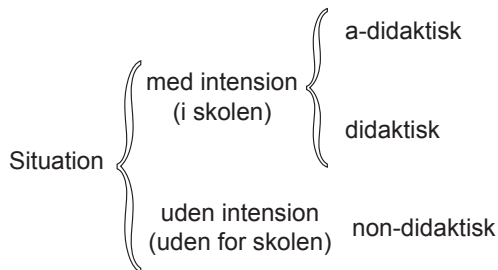 a-didaktisk
med intension
(i skolen)
didaktisk
Situation
uden intension
(uden for skolen)
non-didaktisk